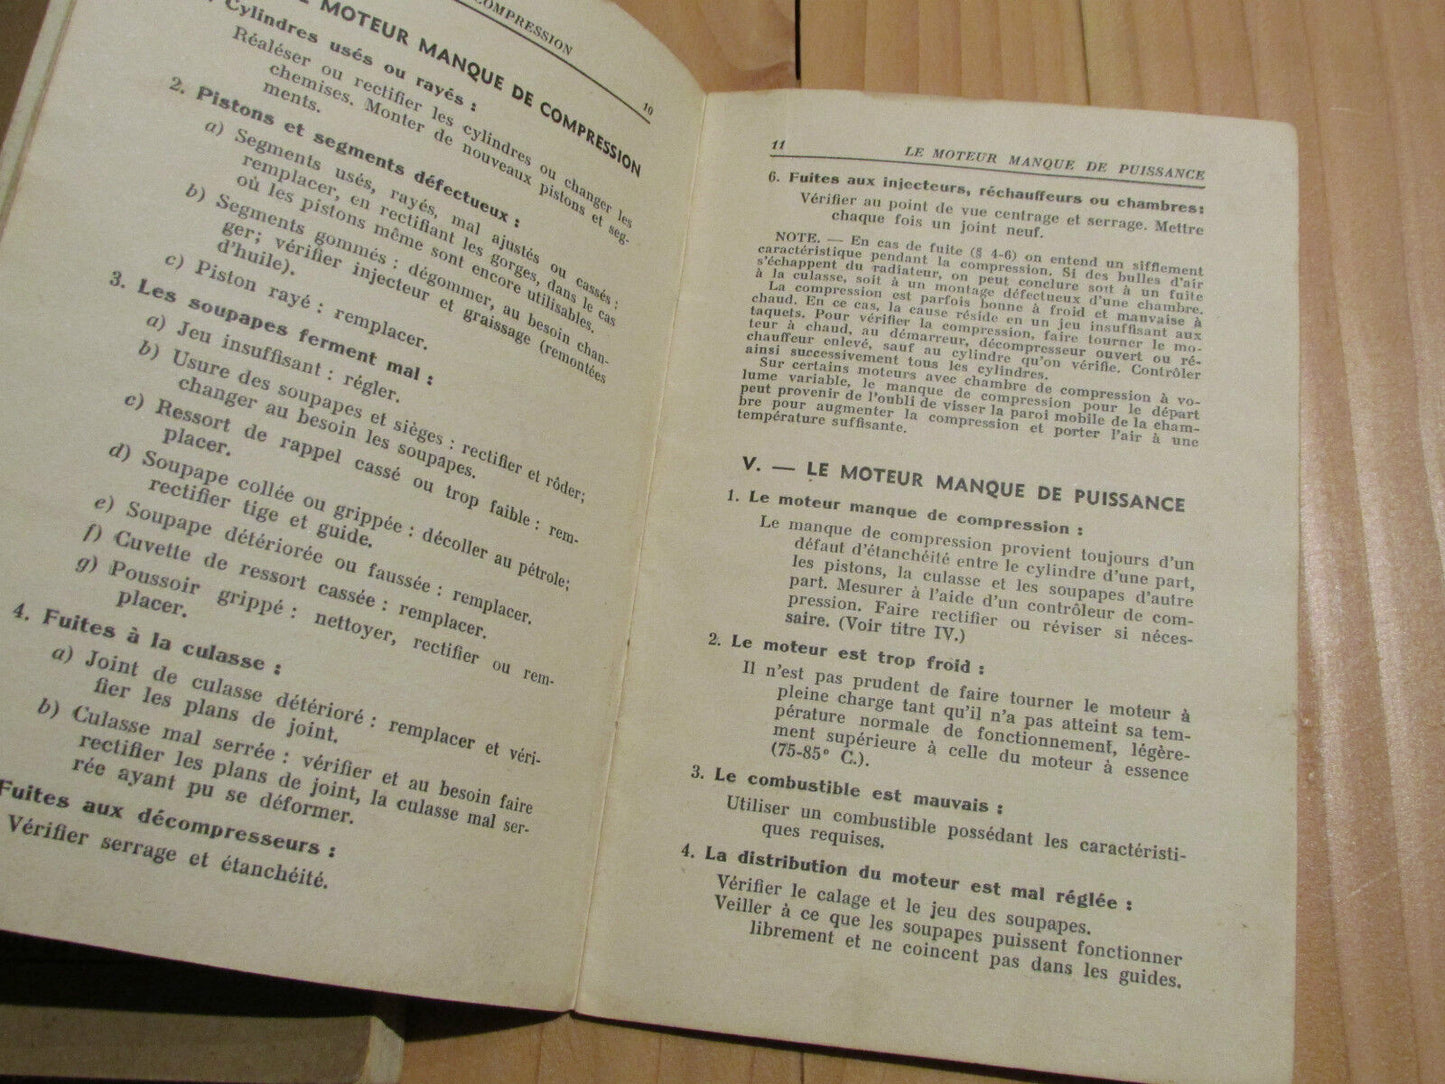 COMPRESSION
10
LE MOTEUR MANQUE DE COMPRESSION
Cylindres usés ou rayés :
Réaléser ou rectifier les cylindres ou changer les
chemises. Monter de nouveaux pistons et seg-
ments.
2. Pistons et segments défectueux :
a) Segments usés, rayés, mal ajustés ou cassés :
remplacer, en rectifiant les gorges, dans le cas
où les pistons même sont encore utilisables.
b) Segments gommés : dégommer, au besoin chan-
ger; vérifier injecteur et graissage (remontées
d'huile).
c) Piston rayé : remplacer.
3. Les soupapes ferment mal :
a) Jeu insuffisant : régler.
b) Usure des soupapes et sièges : rectifier et rôder;
changer au besoin les soupapes.
c) Ressort de rappel cassé ou trop faible : rem-
placer.
d) Soupape collée ou grippée : décoller au pétrole;
rectifier tige et guide.
e) Soupape détériorée ou faussée : remplacer.
f) Cuvette de ressort cassée : remplacer.
g) Poussoir grippé : nettoyer, rectifier ou rem-
placer.
4. Fuites à la culasse :
a) Joint de culasse détérioré : remplacer et véri-
fier les plans de joint.
b) Culasse mal serrée : vérifier et au besoin faire
rectifier les plans de joint, la culasse mal ser-
rée ayant pu se déformer.
Fuites aux décompresseurs :
Vérifier serrage et étanchéité.
11
LE MOTEUR MANQUE DE PUISSANCE
6. Fuites aux injecteurs, réchauffeurs ou chambres :
Vérifier au point de vue centrage et serrage. Mettre
chaque fois un joint neuf.
NOTE. — En cas de fuite (§ 4-6) on entend un sifflement
caractéristique pendant la compression. Si des bulles d'air
s'échappent du radiateur, on peut conclure soit à un fuite
à la culasse, soit à un montage défectueux d'une chambre.
La compression est parfois bonne à froid et mauvaise à
chaud. En ce cas, la cause réside en un jeu insuffisant aux
taquets. Pour vérifier la compression, faire tourner le mo-
teur à chaud, au démarreur, décompresseur ouvert ou ré-
chauffeur enlevé, sauf au cylindre qu'on vérifie. Contrôler
ainsi successivement tous les cylindres.
Sur certains moteurs avec chambre de compression à vo-
lume variable, le manque de compression pour le départ
peut provenir de l'oubli de visser la paroi mobile de la cham-
bre pour augmenter la compression et porter l'air à une
température suffisante.
V. — LE MOTEUR MANQUE DE PUISSANCE
1. Le moteur manque de compression :
Le manque de compression provient toujours d'un
défaut d'étanchéité entre le cylindre d'une part,
les pistons, la culasse et les soupapes d'autre
part. Mesurer à l'aide d'un contrôleur de com-
pression. Faire rectifier ou réviser si néces-
saire. (Voir titre IV.)
2. Le moteur est trop froid :
Il n'est pas prudent de faire tourner le moteur à
pleine charge tant qu'il n'a pas atteint sa tem-
pérature normale de fonctionnement, légère-
ment supérieure à celle du moteur à essence
(75-85° C.).
3. Le combustible est mauvais :
Utiliser un combustible possédant les caractéristi-
ques requises.
4. La distribution du moteur est mal réglée :
Vérifier le calage et le jeu des soupapes.
Veiller à ce que les soupapes puissent fonctionner
librement et ne coincent pas dans les guides.